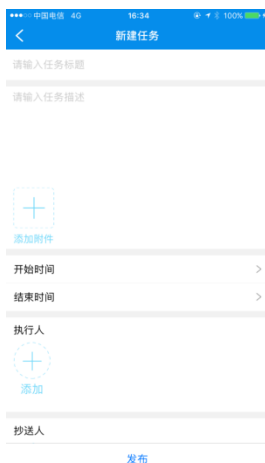 中国电信 4G 16:34 100%
新建任务
请输入任务标题
请输入任务描述
添加附件
开始时间
结束时间
执行人
添加
抄送人
发布